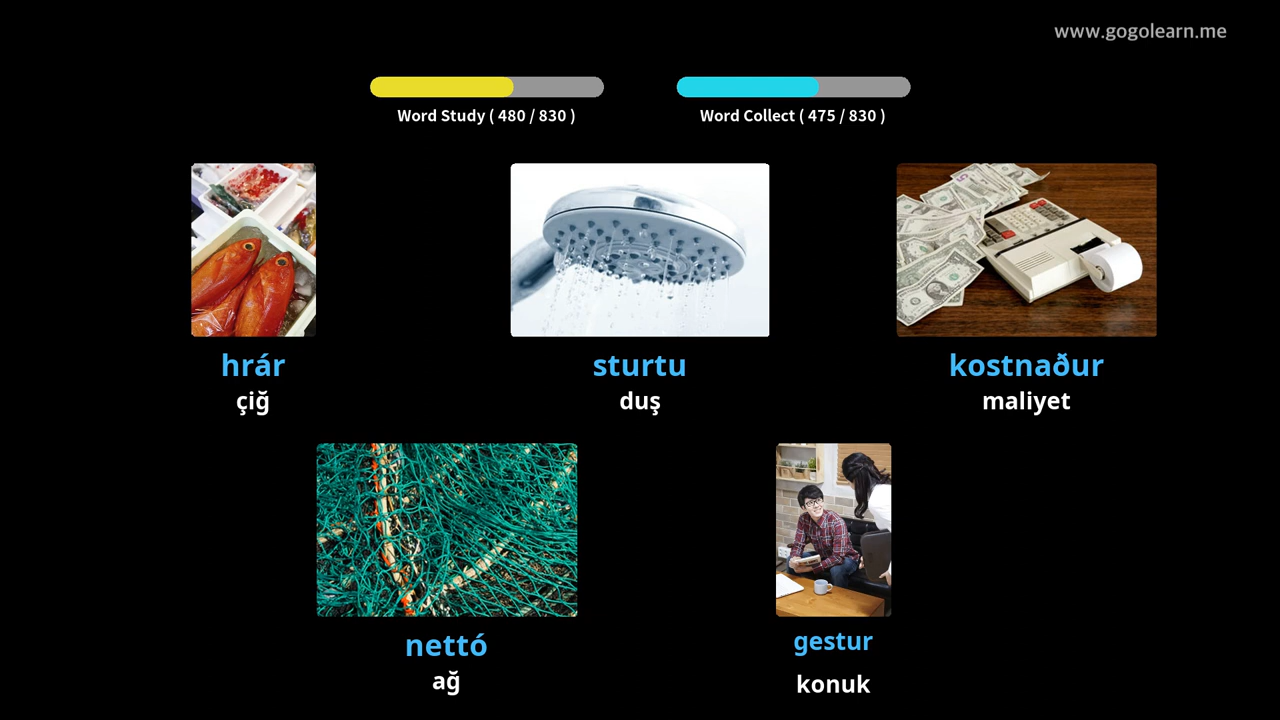 www.gogolearn.me
Word Study ( 480 / 830 )
Word Collect ( 475 / 830 )
hrár
çiğ
sturtu
duş
kostnaður
maliyet
nettó
ağ
gestur
konuk